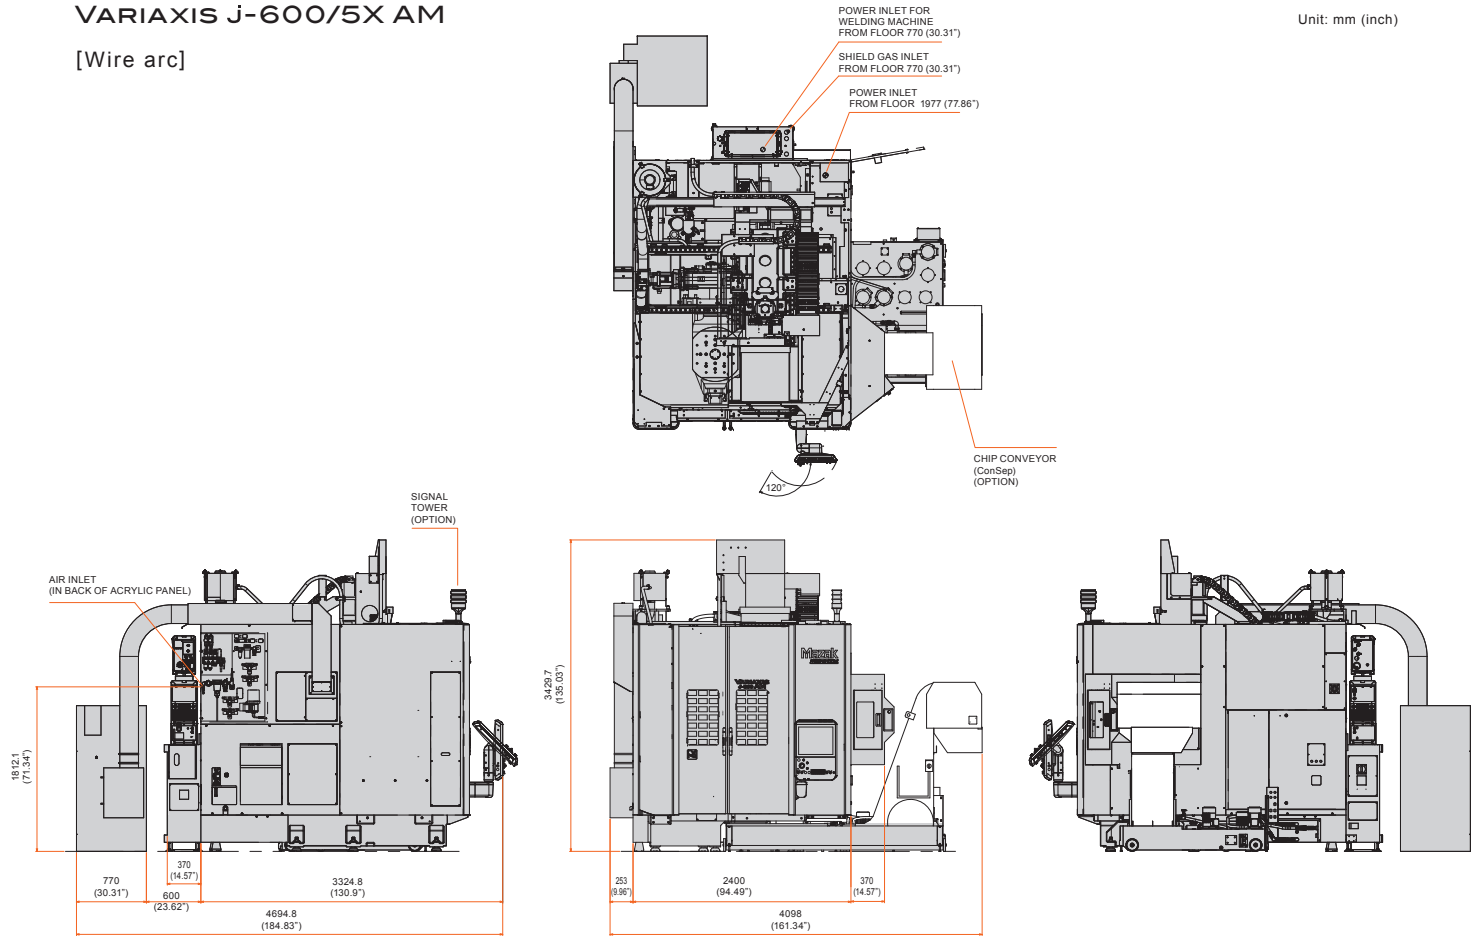 VARIAXIS j-600/5X AM
[Wire arc]
Unit: mm (inch)
POWER INLET FOR
WELDING MACHINE
FROM FLOOR 770 (30.31")
SHIELD GAS INLET
FROM FLOOR 770 (30.31")
POWER INLET
FROM FLOOR 1977 (77.86")
CHIP CONVEYOR
(ConSep)
(OPTION)
120°
SIGNAL
TOWER
(OPTION)
AIR INLET
(IN BACK OF ACRYLIC PANEL)
1812.1
(71.34")
370
(14.57")
770
(30.31")
600
(23.62")
3324.8
(130.9")
4694.8
(184.83")
3429.7
(135.03")
Mazak
VARIAXIS
j-600 AM
253
(9.96")
2400
(94.49")
370
(14.57")
4098
(161.34")